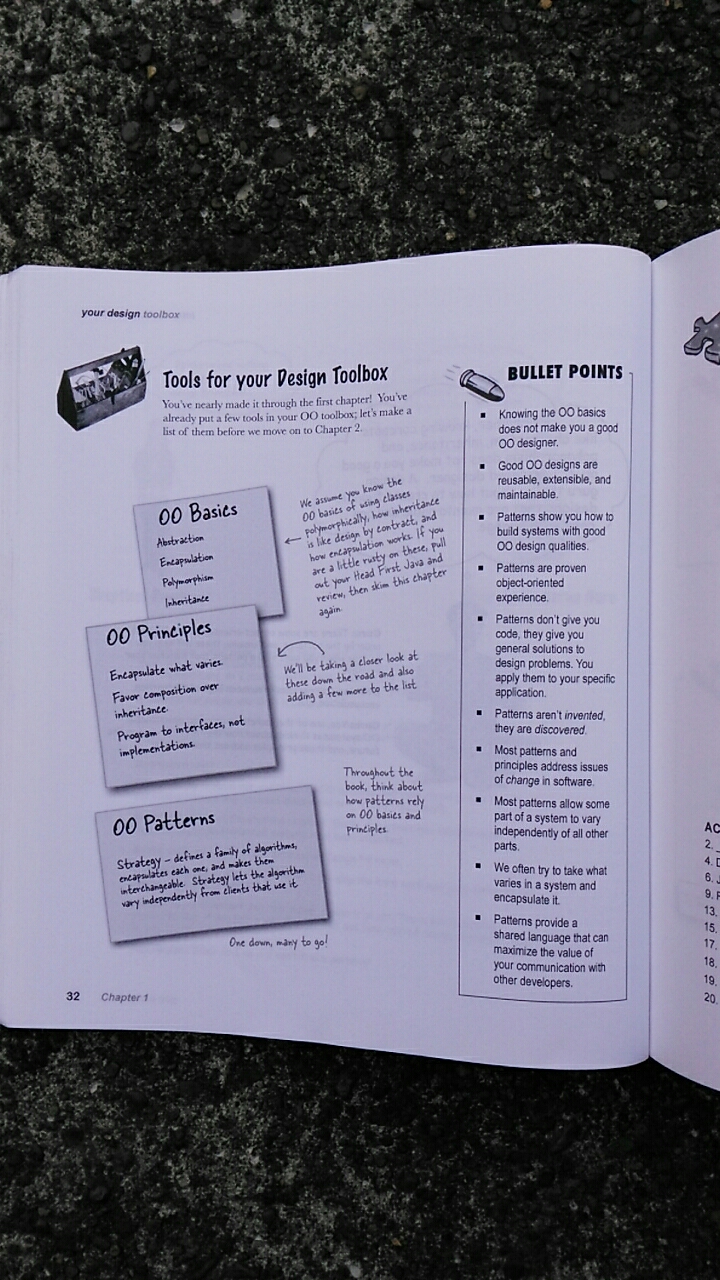 your design toolbox
Tools for your Design Toolbox
You've nearly made it through the first chapter! You've
already put a few tools in your OO toolbox; let's make a
list of them before we move on to Chapter 2.
OO Basics
Abstraction
Encapsulation
Polymorphism
Inheritance
We assume you know the
OO basics of using classes
polymorphically, how inheritance
is like design by contract, and
how encapsulation works. If you
are a little rusty on these, pull
out your Head First Java and
review, then skim this chapter
again.
OO Principles
Encapsulate what varies.
Favor composition over
inheritance.
Program to interfaces, not
implementations.
We'll be taking a closer look at
these down the road and also
adding a few more to the list
Throughout the
book, think about
how patterns rely
on OO basics and
principles.
OO Patterns
Strategy – defines a family of algorithms,
encapsulates each one, and makes them
interchangeable. Strategy lets the algorithm
vary independently from clients that use it
One down, many to go!
BULLET POINTS
Knowing the OO basics
does not make you a good
OO designer.
Good OO designs are
reusable, extensible, and
maintainable.
Patterns show you how to
build systems with good
OO design qualities.
Patterns are proven
object-oriented
experience.
Patterns don't give you
code, they give you
general solutions to
design problems. You
apply them to your specific
application.
Patterns aren't invented,
they are discovered.
Most patterns and
principles address issues
of change in software.
Most patterns allow some
part of a system to vary
independently of all other
parts.
We often try to take what
varies in a system and
encapsulate it.
Patterns provide a
shared language that can
maximize the value of
your communication with
other developers.
32 Chapter 1
AC
2.
4.
6.
9.
13.
15.
17.
18.
19.
20.